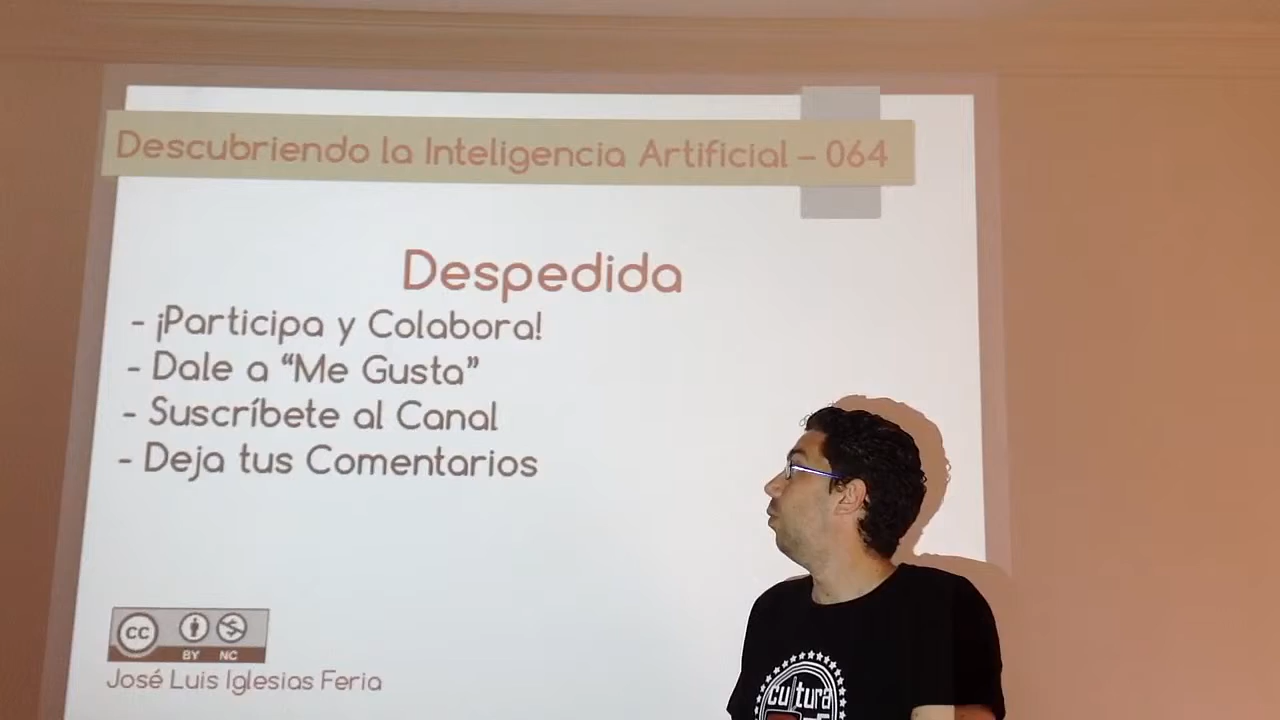 Descubriendo la Inteligencia Artificial – 064
Despedida
- ¡Participa y Colabora!
- Dale a “Me Gusta”
- Suscríbete al Canal
- Deja tus Comentarios
cc
BY NC
José Luis Iglesias Feria
cultura